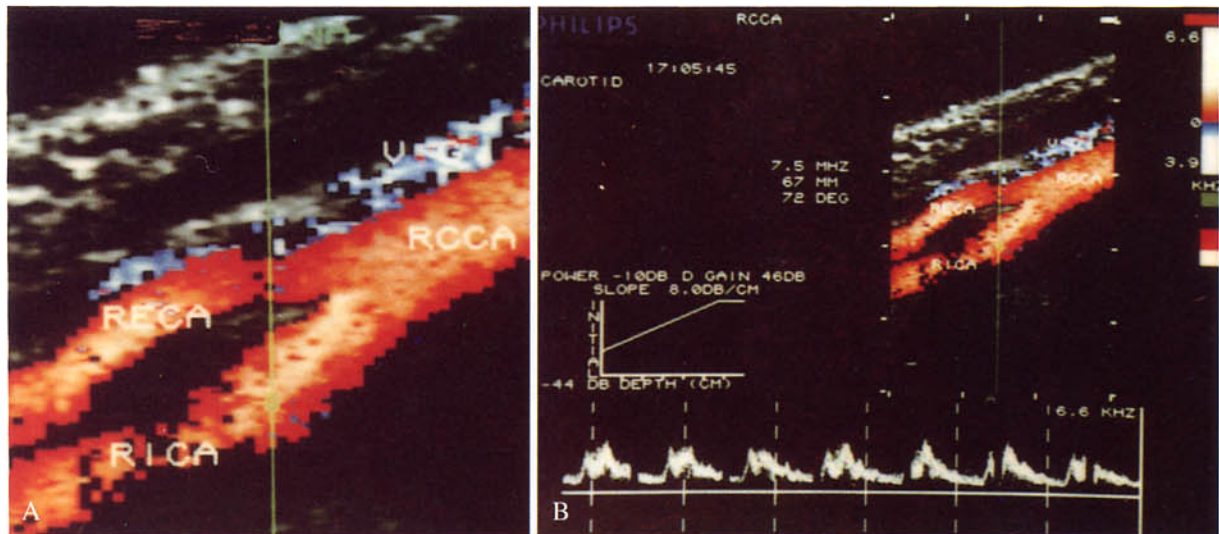 VJG
RCCA
RECA
RICA
A
PHILIPS
RCCA
17:05:45
CAROTID
6.6
0
3.9
KHZ
7.5 MHZ
67 MM
72 DEG
RCCA
RECA
RICA
POWER -10DB D GAIN 46DB
SLOPE 8.0DB/CM
INITIAL
-44 DB DEPTH (CM)
6.6 KHZ
B